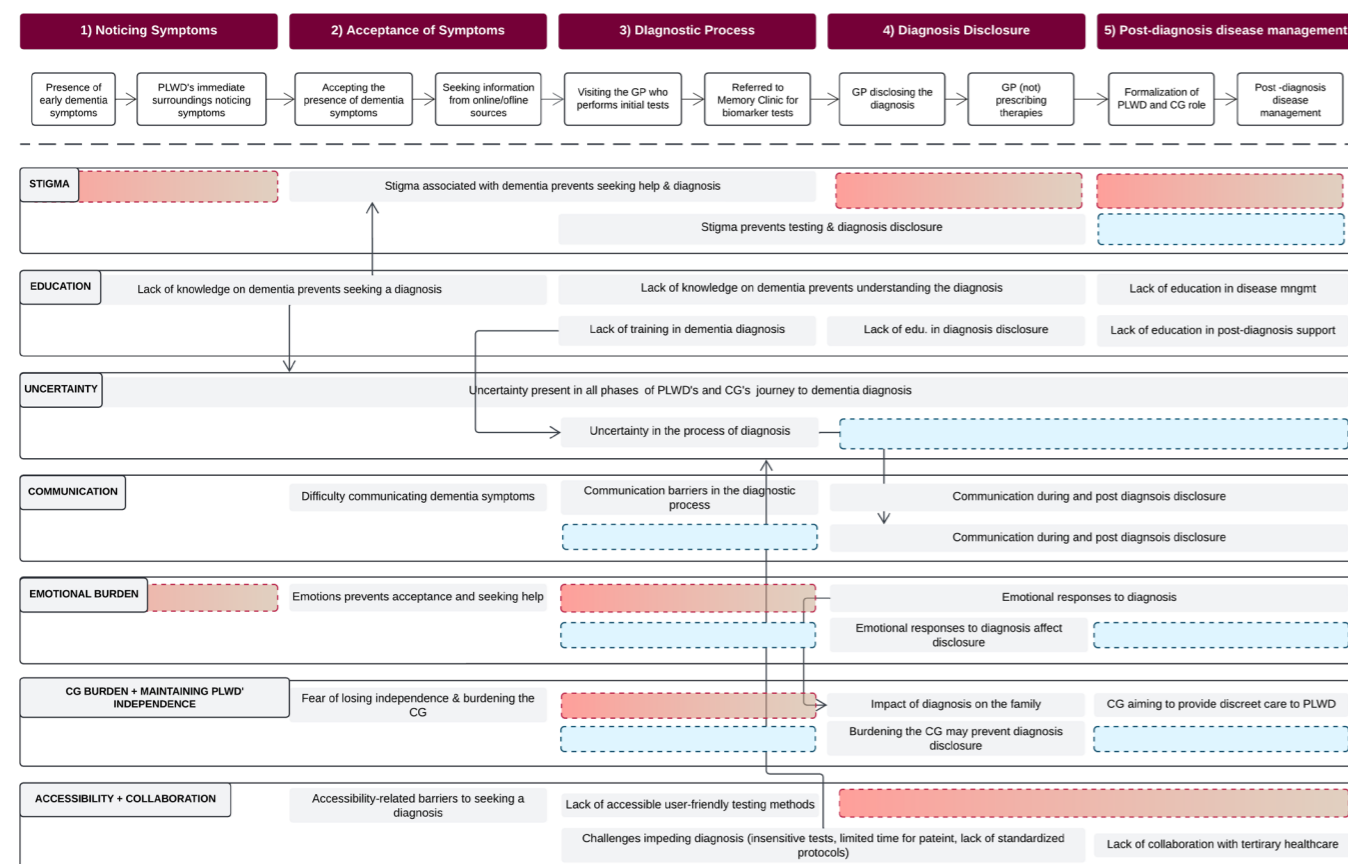 1) Noticing Symptoms
2) Acceptance of Symptoms
3) DIagnostic Process
4) Diagnosis Disclosure
5) Post-diagnosis disease management
Presence of
early dementia
symptoms
PLWD's immediate
surroundings noticing
symptoms
Accepting the
presence of dementia
symptoms
Seeking information
from online/ofline
sources
Visiting the GP who
performs initial tests
Referred to
Memory Clinic for
biomarker tests
GP disclosing the
diagnosis
GP (not)
prescribing
therapies
Formalization of
PLWD and CG role
Post -diagnosis
disease
management
STIGMA
Stigma associated with dementia prevents seeking help & diagnosis
Stigma prevents testing & diagnosis disclosure
EDUCATION
Lack of knowledge on dementia prevents seeking a diagnosis
Lack of knowledge on dementia prevents understanding the diagnosis
Lack of education in disease mngmt
Lack of training in dementia diagnosis
Lack of edu. in diagnosis disclosure
Lack of education in post-diagnosis support
UNCERTAINTY
Uncertainty present in all phases of PLWD's and CG's journey to dementia diagnosis
Uncertainty in the process of diagnosis
COMMUNICATION
Difficulty communicating dementia symptoms
Communication barriers in the diagnostic
process
Communication during and post diagnsois disclosure
Communication during and post diagnsois disclosure
EMOTIONAL BURDEN
Emotions prevents acceptance and seeking help
Emotional responses to diagnosis
Emotional responses to diagnosis affect
disclosure
CG BURDEN + MAINTAINING PLWD'
INDEPENDENCE
Fear of losing independence & burdening the
CG
Impact of diagnosis on the family
CG aiming to provide discreet care to PLWD
Burdening the CG may prevent diagnosis
disclosure
ACCESSIBILITY + COLLABORATION
Accessibility-related barriers to seeking a
diagnosis
Lack of accessible user-friendly testing methods
Challenges impeding diagnosis (insensitive tests, limited time for pateint, lack of standardized
protocols)
Lack of collaboration with tertirary healthcare